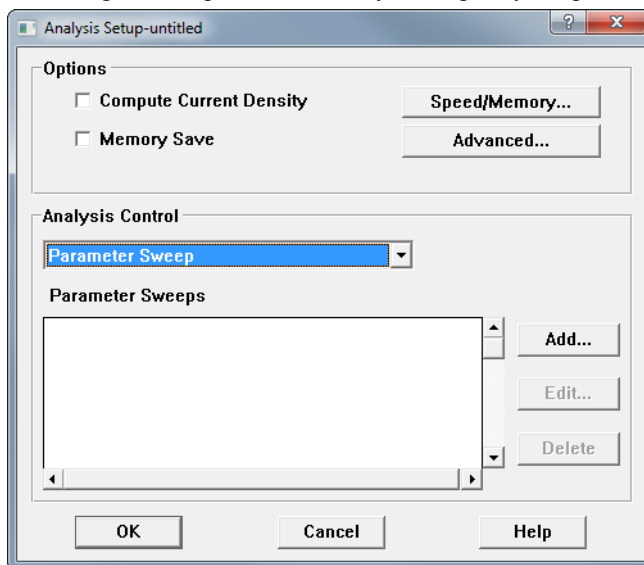 Analysis Setup-untitled
?
X
Options
Compute Current Density
Speed/Memory...
Memory Save
Advanced...
Analysis Control
Parameter Sweep
Parameter Sweeps
Add...
Edit...
Delete
OK
Cancel
Help